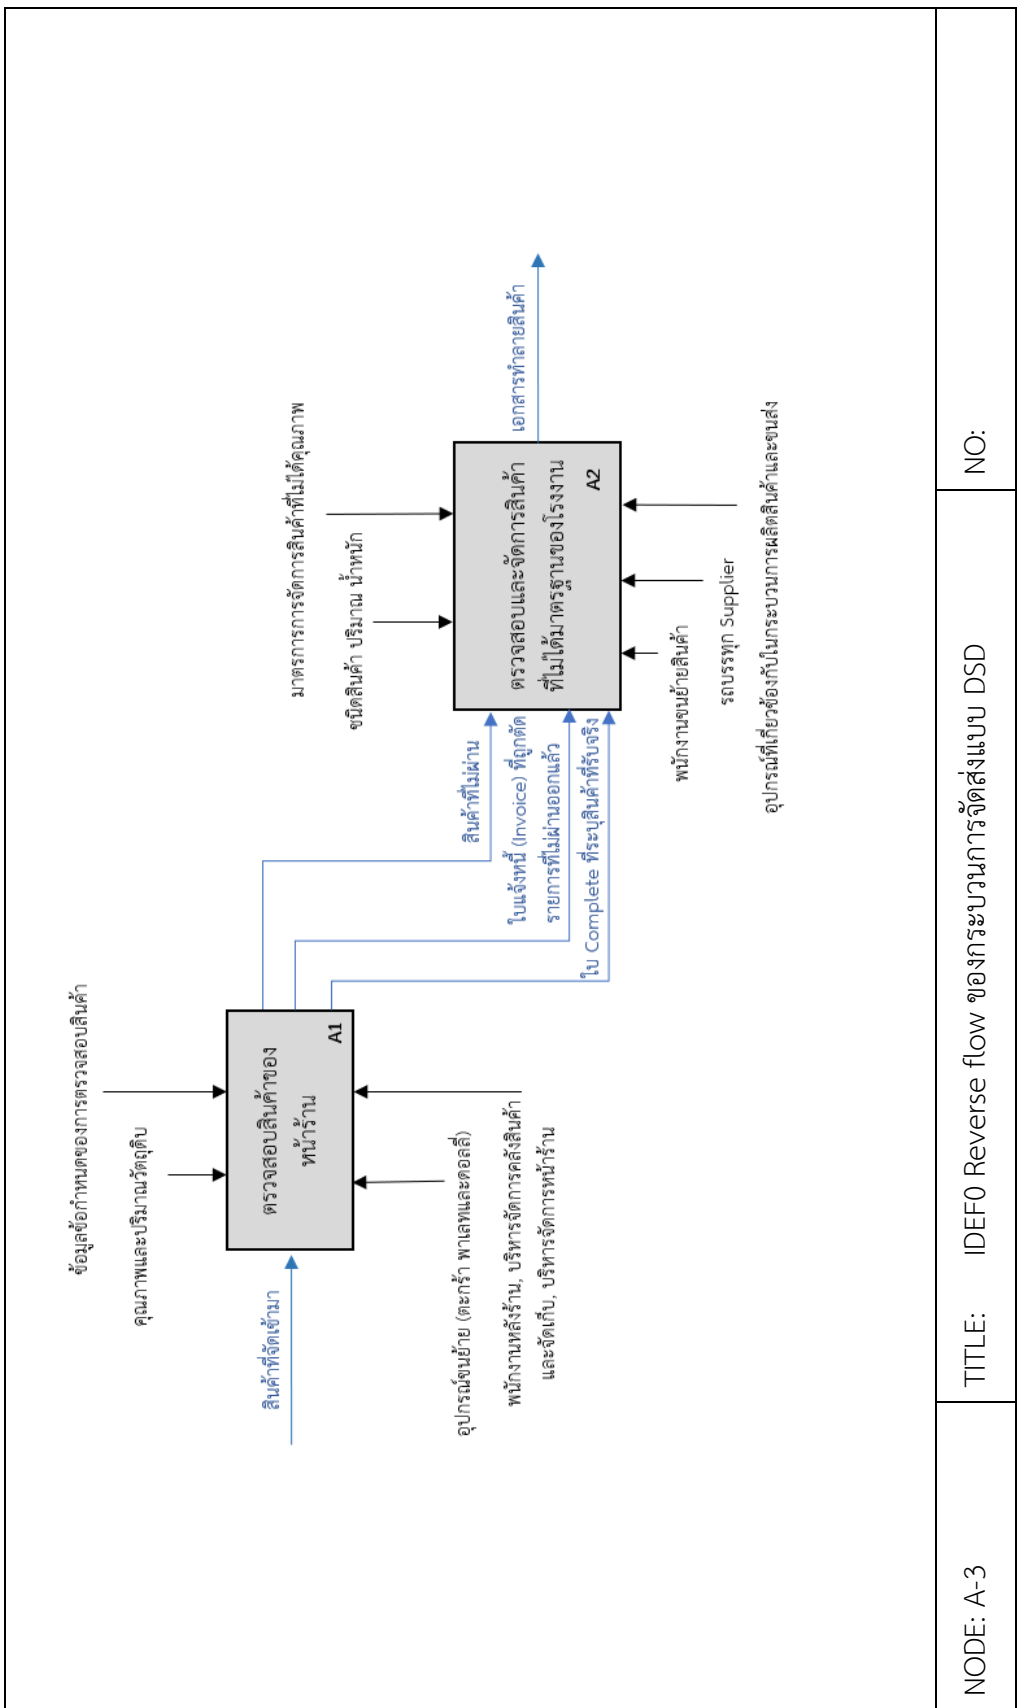 ข้อมูลข้อกำหนดของการตรวจสอบสินค้า
คุณภาพและปริมาณวัตถุดิบ
สินค้าที่จัดเข้ามา
ตรวจสอบสินค้าของ
หน้าร้าน
A1
อุปกรณ์ขนย้าย (ตะกร้า พาเลทและดอลลี่)
พนักงานหลังร้าน, บริหารจัดการคลังสินค้า
และจัดเก็บ, บริหารจัดการหน้าร้าน
สินค้าที่ไม่ผ่าน
ใบแจ้งหนี้ (Invoice) ที่ถูกตัด
รายการที่ไม่ผ่านออกแล้ว
ใบ Complete ที่ระบุสินค้าที่รับจริง
มาตรการการจัดการสินค้าที่ไม่ได้คุณภาพ
ชนิดสินค้า ปริมาณ น้ำหนัก
ตรวจสอบและจัดการสินค้า
ที่ไม่ได้มาตรฐานของโรงงาน
A2
เอกสารทำลายสินค้า
พนักงานขนย้ายสินค้า
รถบรรทุก Supplier
อุปกรณ์ที่เกี่ยวข้องกับในกระบวนการผลิตสินค้าและขนส่ง
NODE: A-3
TITLE: IDEF0 Reverse flow ของกระบวนการจัดส่งแบบ DSD
NO: